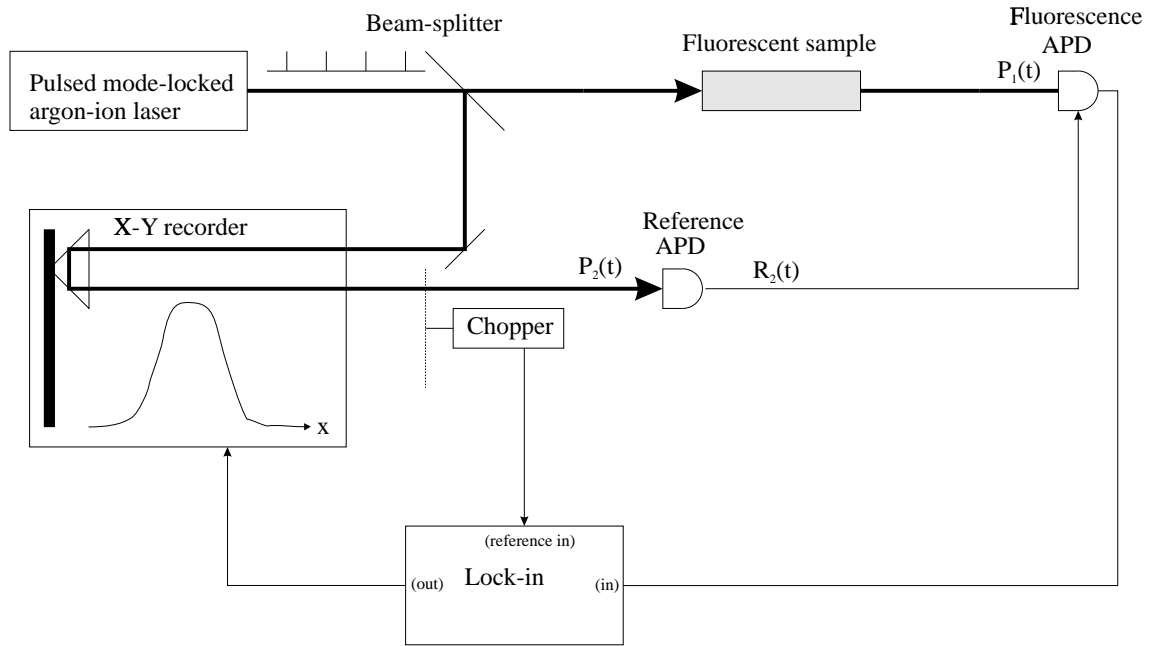 Beam-splitter
Fluorescence
APD
Pulsed mode-locked
argon-ion laser
Fluorescent sample
P₁(t)
X-Y recorder
Reference
APD
P₂(t)
R₂(t)
Chopper
x
(reference in)
Lock-in
(out)
(in)